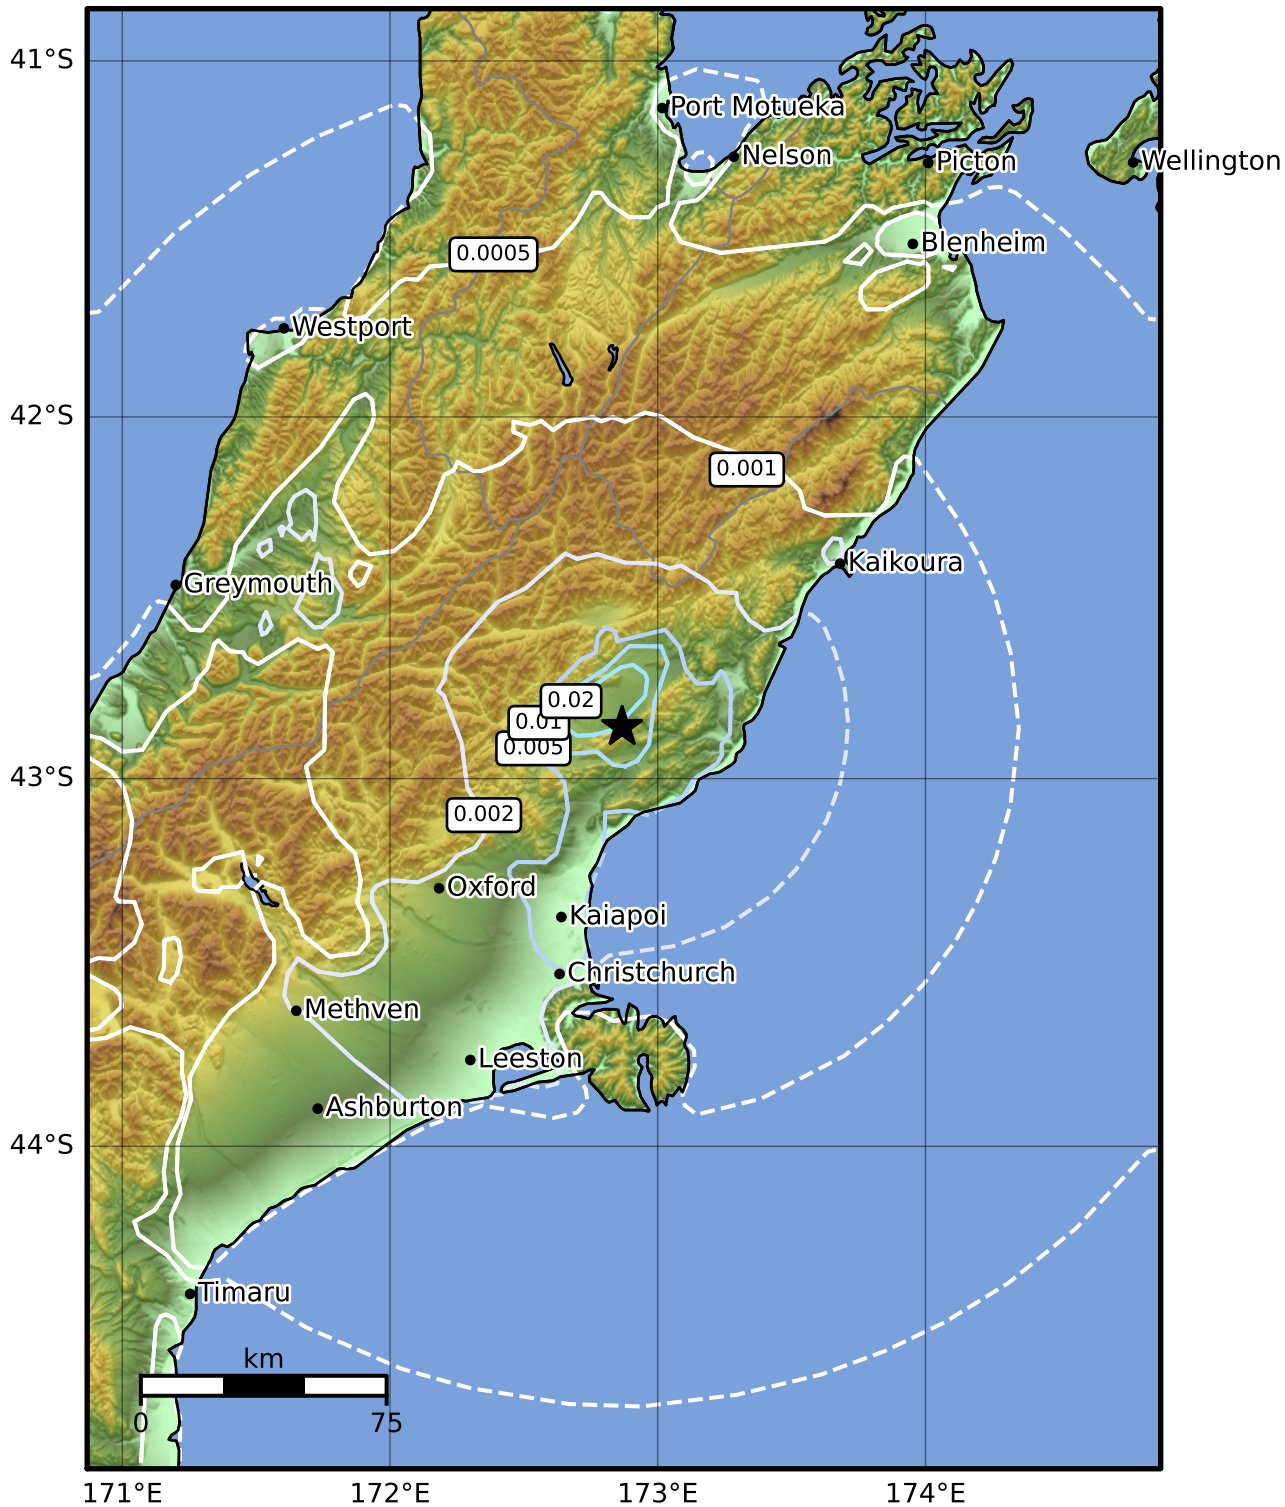 41°S
Port Motueka
Nelson
Picton
Wellington
Blenheim
0.0005
Westport
42°S
0.001
Kaikoura
Greymouth
0.02
0.01
0.005
43°S
0.002
Oxford
Kaiapoi
Christchurch
Methven
Leeston
Ashburton
44°S
Timaru
km
0 75
171°E 172°E 173°E 174°E